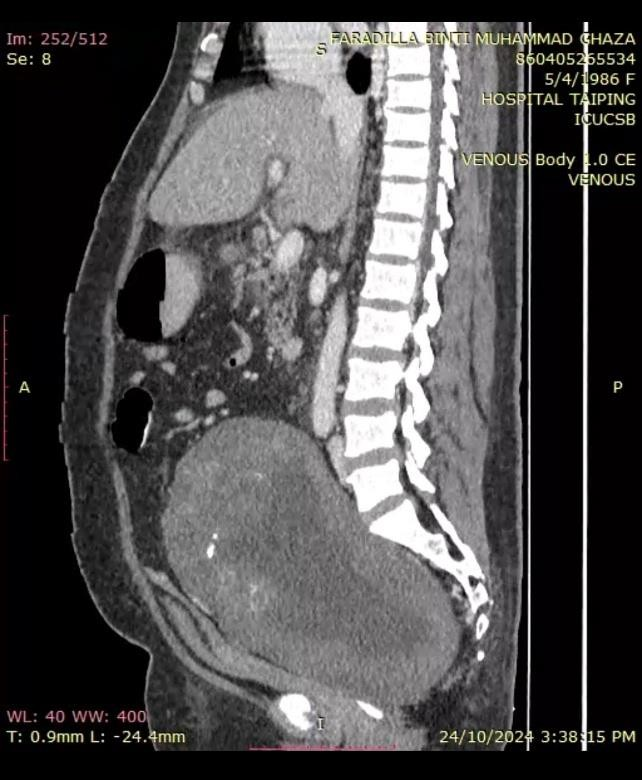 Im: 252/512
Se: 8
S
FARADILLA BINTI MUHAMMAD GHAZA
860405265534
5/4/1986 F
HOSPITAL TAIPING
ICUCSB
VENOUS Body 1.0 CE
VENOUS
A
P
WL: 40 WW: 400
T: 0.9mm L: -24.4mm
I
24/10/2024 3:38:15 PM